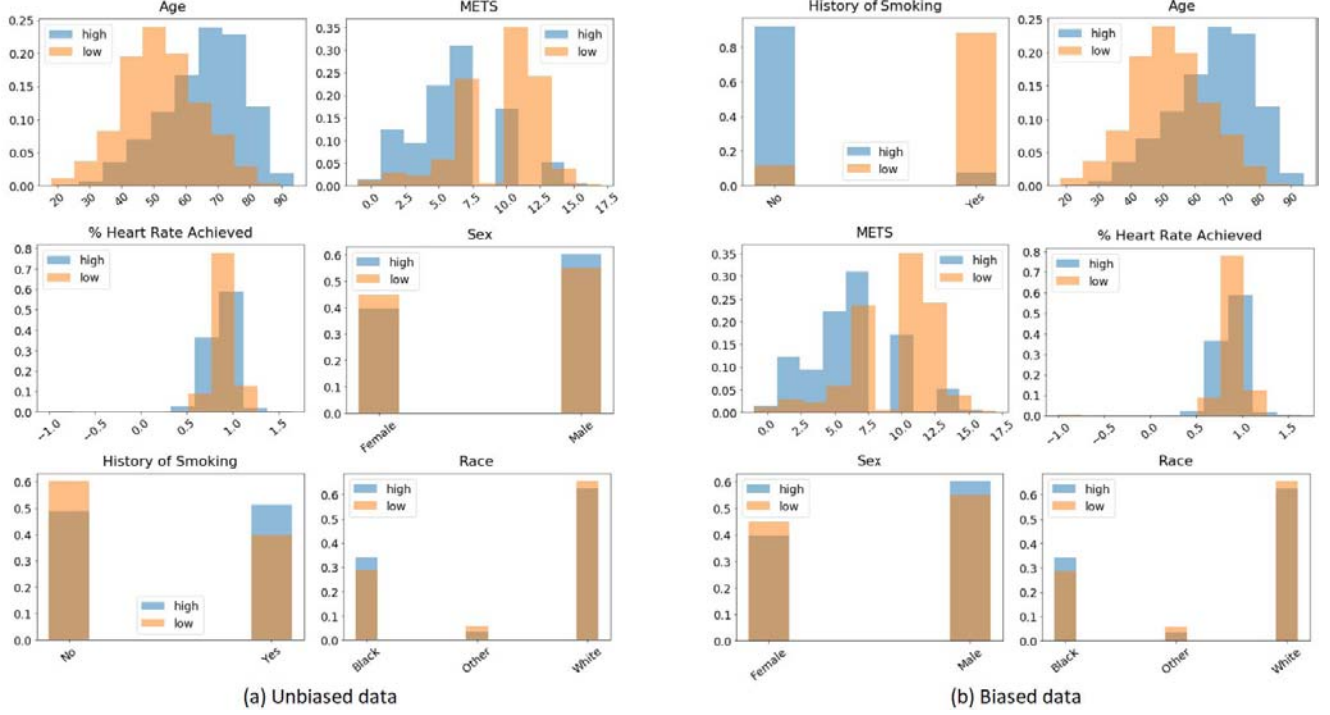 Age
high
low
0.25
0.20
0.15
0.10
0.05
0.00
20 30 40 50 60 70 80 90
METS
high
low
0.35
0.30
0.25
0.20
0.15
0.10
0.05
0.00
0.0 2.5 5.0 7.5 10.0 12.5 15.0 17.5
% Heart Rate Achieved
high
low
0.8
0.7
0.6
0.5
0.4
0.3
0.2
0.1
0.0
−1.0 −0.5 0.0 0.5 1.0 1.5
Sex
high
low
0.6
0.5
0.4
0.3
0.2
0.1
0.0
Female Male
History of Smoking
high
low
0.6
0.5
0.4
0.3
0.2
0.1
0.0
No Yes
Race
high
low
0.6
0.5
0.4
0.3
0.2
0.1
0.0
Black Other White
(a) Unbiased data
History of Smoking
high
low
0.8
0.6
0.4
0.2
0.0
No Yes
Age
high
low
0.25
0.20
0.15
0.10
0.05
0.00
20 30 40 50 60 70 80 90
METS
high
low
0.35
0.30
0.25
0.20
0.15
0.10
0.05
0.00
0.0 2.5 5.0 7.5 10.0 12.5 15.0 17.5
% Heart Rate Achieved
high
low
0.8
0.7
0.6
0.5
0.4
0.3
0.2
0.1
0.0
−1.0 −0.5 0.0 0.5 1.0 1.5
Sex
high
low
0.6
0.5
0.4
0.3
0.2
0.1
0.0
Female Male
Race
high
low
0.6
0.5
0.4
0.3
0.2
0.1
0.0
Black Other White
(b) Biased data